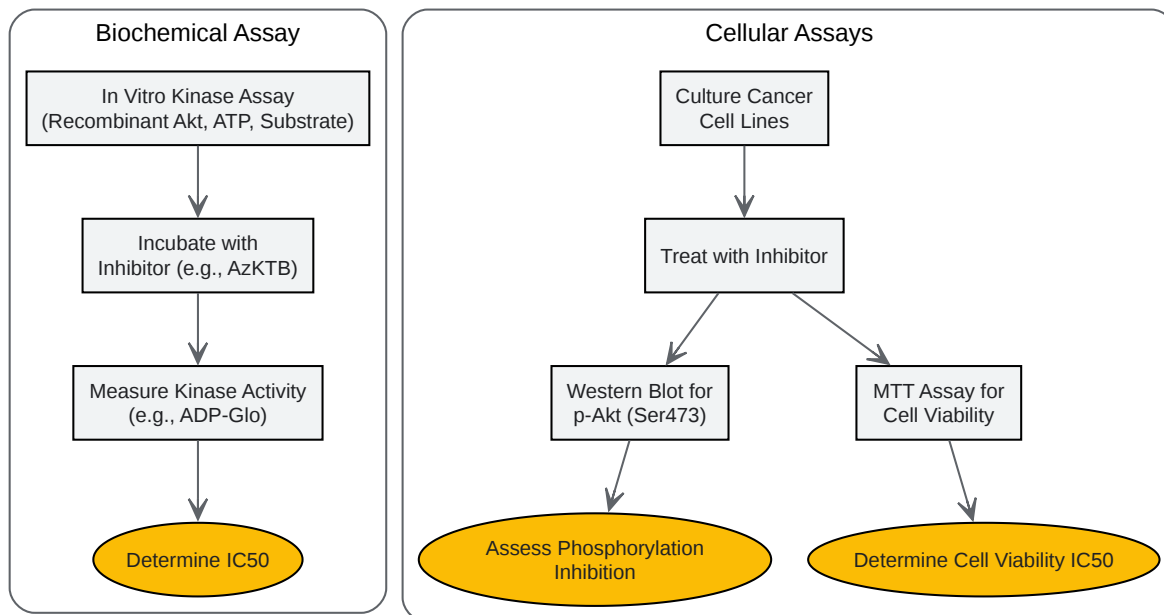 Biochemical Assay
In Vitro Kinase Assay
(Recombinant Akt, ATP, Substrate)
Incubate with
Inhibitor (e.g., AzKTB)
Measure Kinase Activity
(e.g., ADP-Glo)
Determine IC50
Cellular Assays
Culture Cancer
Cell Lines
Treat with Inhibitor
Western Blot for
p-Akt (Ser473)
MTT Assay for
Cell Viability
Assess Phosphorylation
Inhibition
Determine Cell Viability IC50